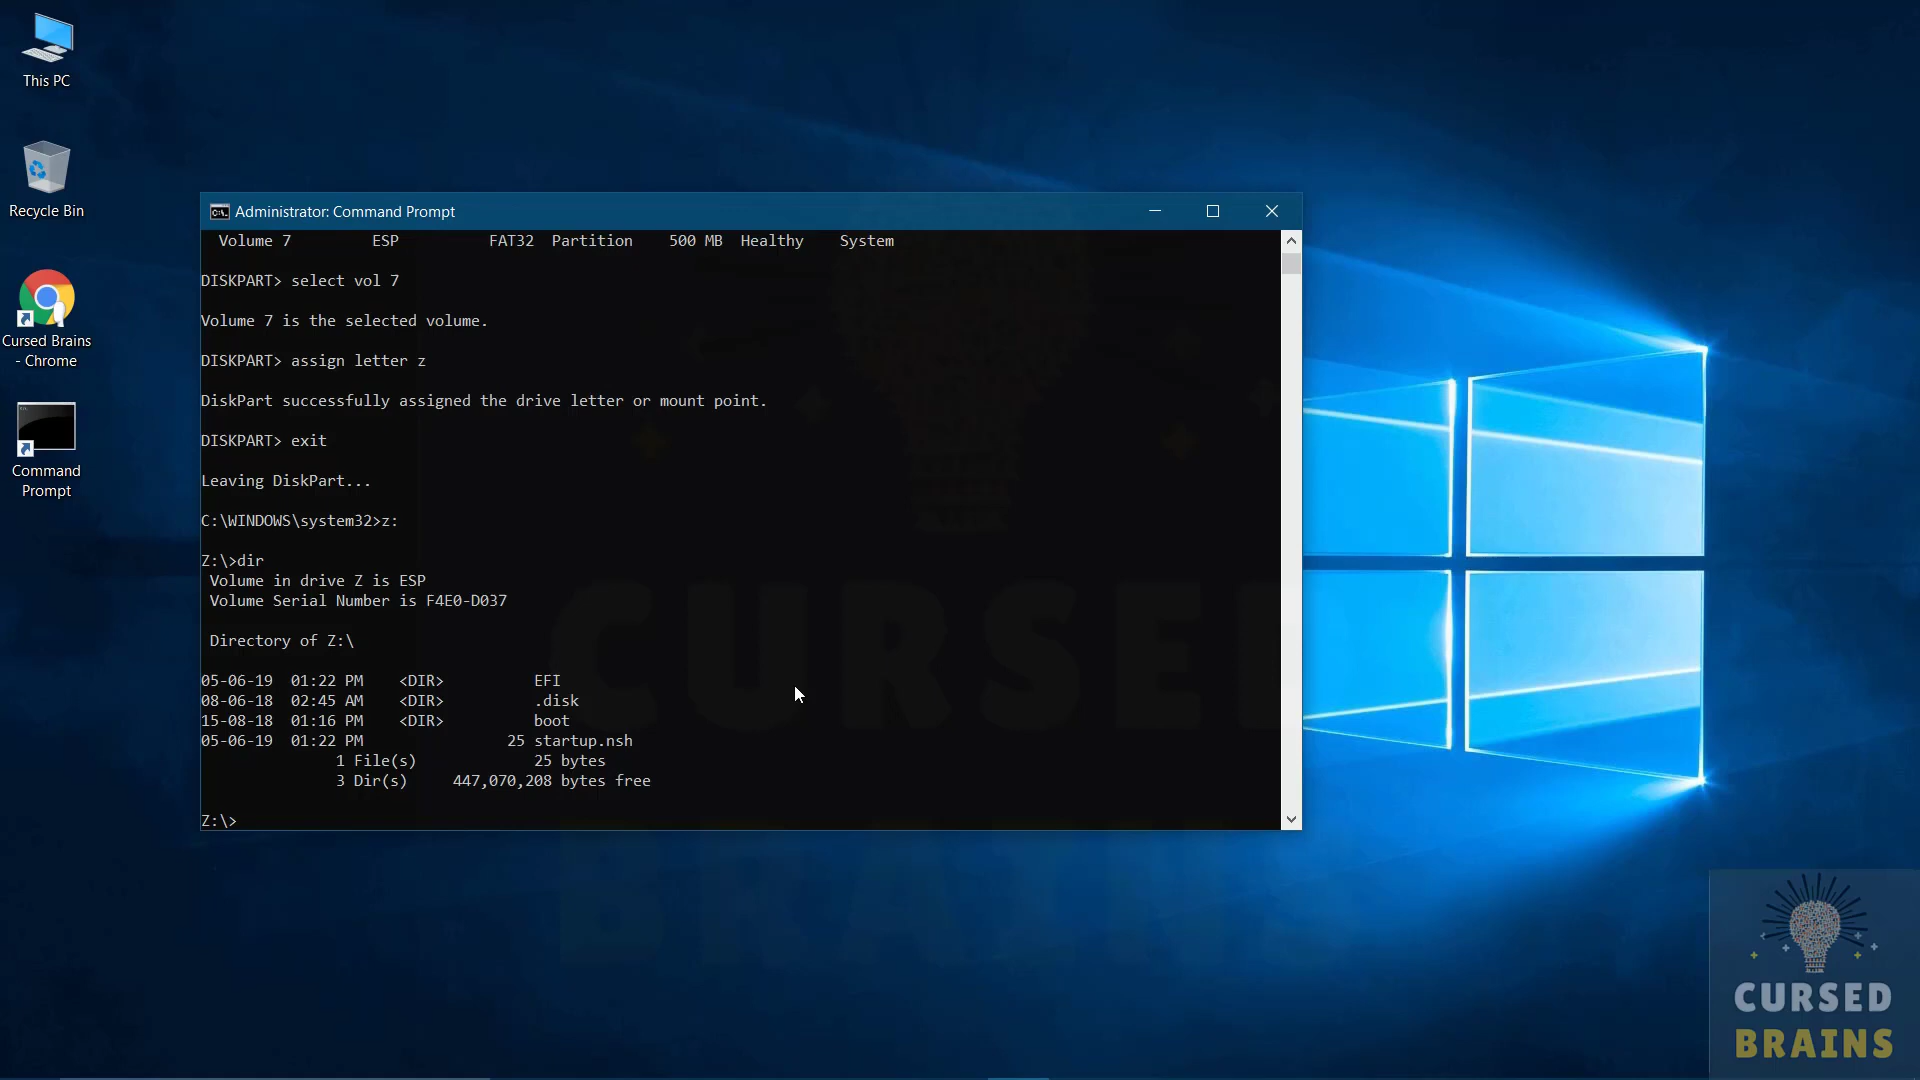 This PC
Recycle Bin
Cursed Brains
- Chrome
Command
Prompt
Administrator: Command Prompt
Volume 7         ESP          FAT32  Partition    500 MB  Healthy    System
DISKPART> select vol 7
Volume 7 is the selected volume.
DISKPART> assign letter z
DiskPart successfully assigned the drive letter or mount point.
DISKPART> exit
Leaving DiskPart...
C:\WINDOWS\system32>z:
Z:\>dir
Volume in drive Z is ESP
Volume Serial Number is F4E0-D037
Directory of Z:\
05-06-19  01:22 PM    <DIR>          EFI
08-06-18  02:45 AM    <DIR>          .disk
15-08-18  01:16 PM    <DIR>          boot
05-06-19  01:22 PM                25 startup.nsh
1 File(s)             25 bytes
3 Dir(s)     447,070,208 bytes free
Z:\>
CURSED
BRAINS
CURSED
BRAINS